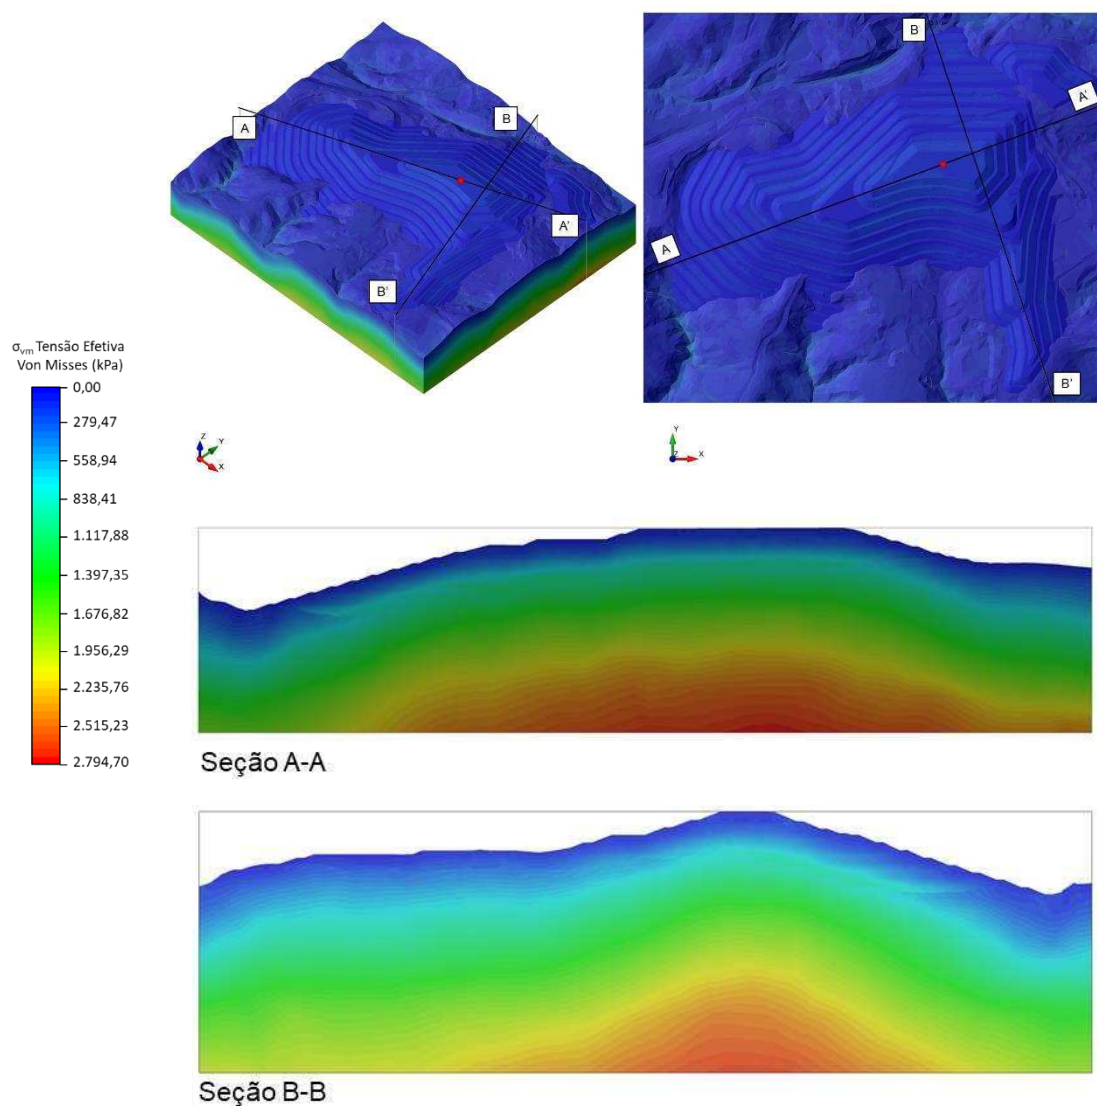 A
B
A'
B'
B
A'
A
B'
σvm Tensão Efetiva
Von Misses (kPa)
0,00
279,47
558,94
838,41
1.117,88
1.397,35
1.676,82
1.956,29
2.235,76
2.515,23
2.794,70
Z
Y
X
Y
Z
X
Seção A-A
Seção B-B